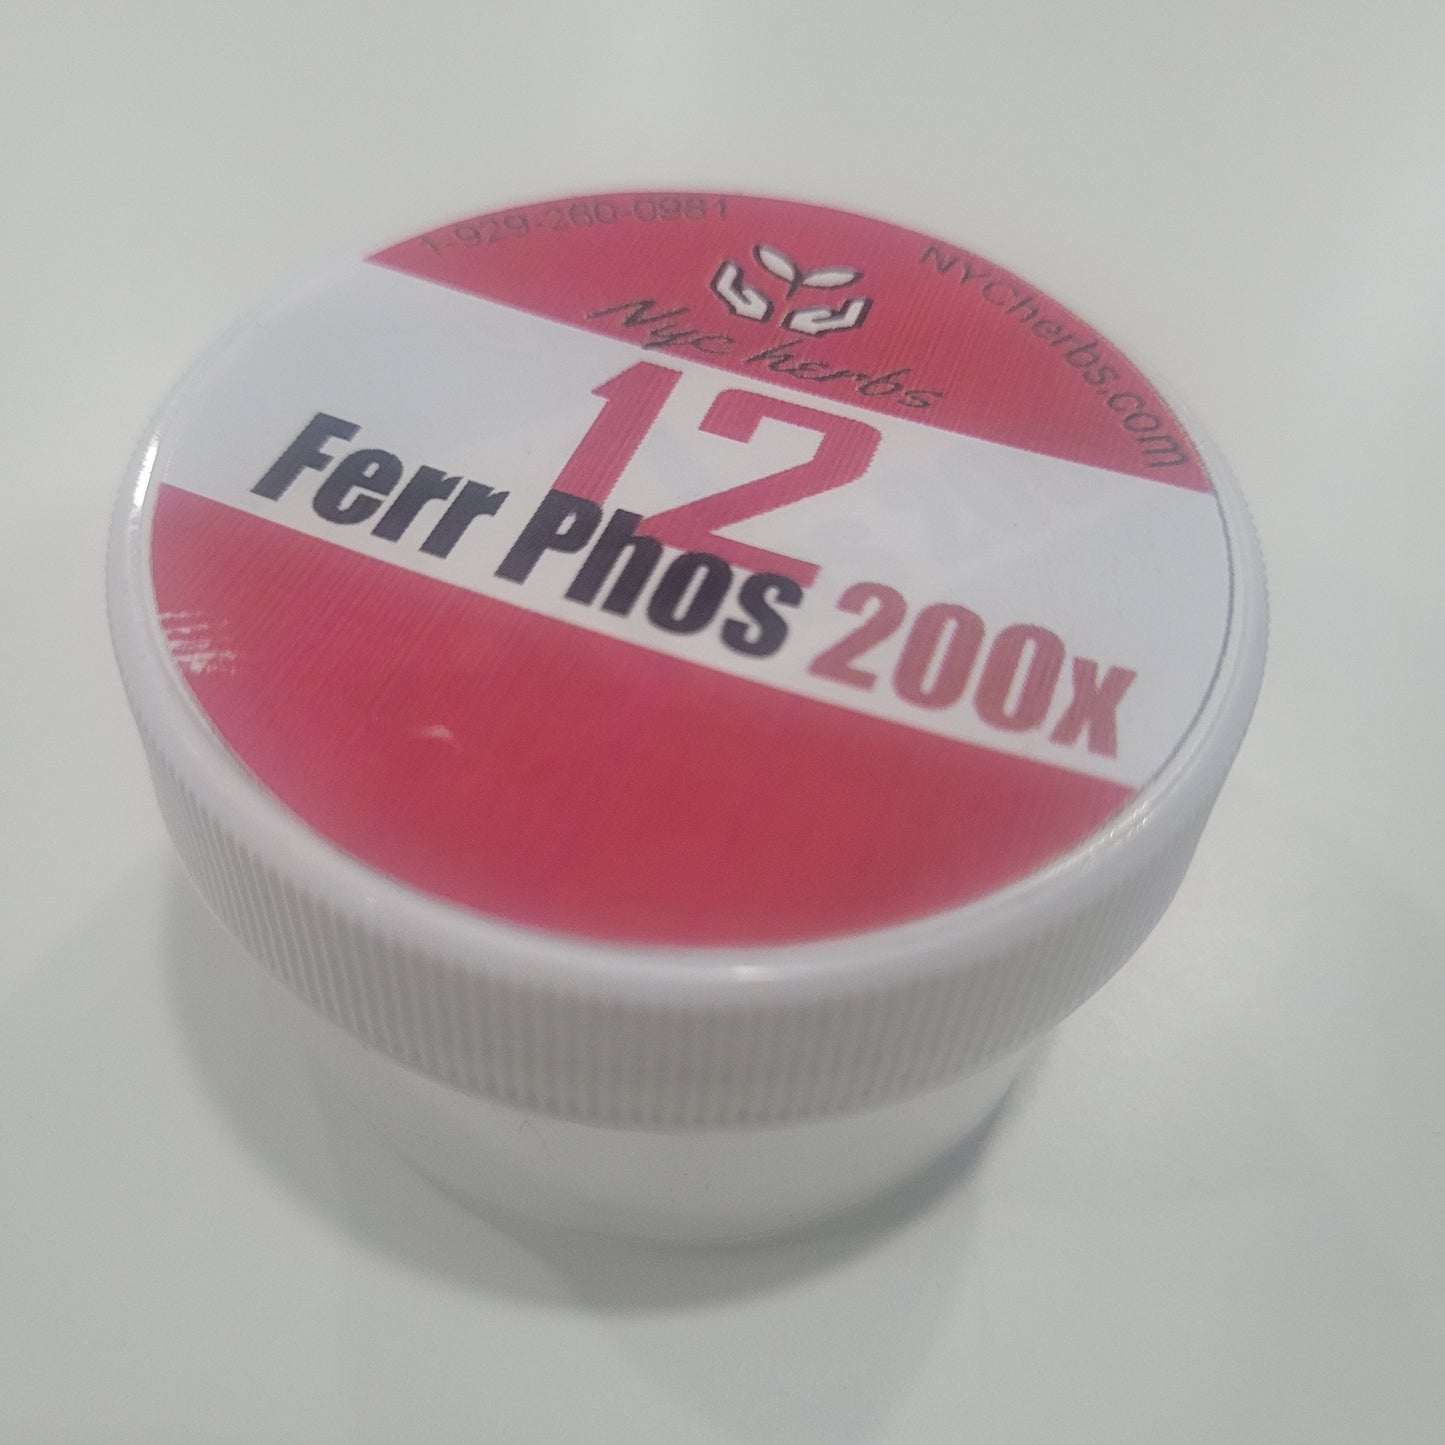 1-929-260-0981
NYCherbs.com
Nyc herbs
12
Ferr Phos 200x